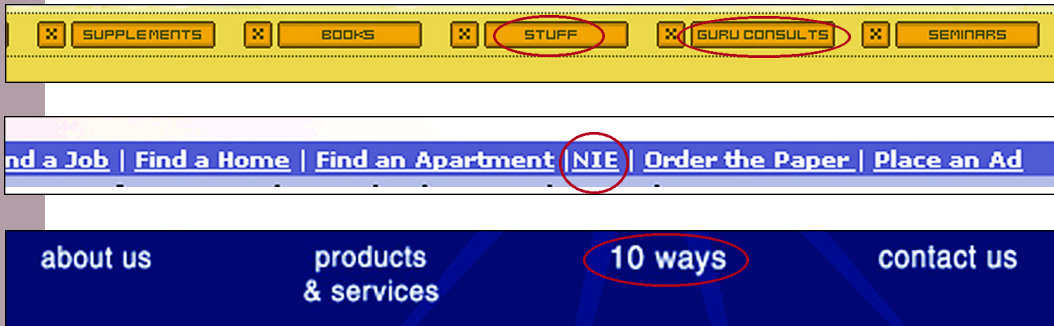 SUPPLEMENTS BOOKS STUFF GURU CONSULTS SEMINARS
nd a Job | Find a Home | Find an Apartment | NIE | Order the Paper | Place an Ad
about us products 10 ways contact us
& services